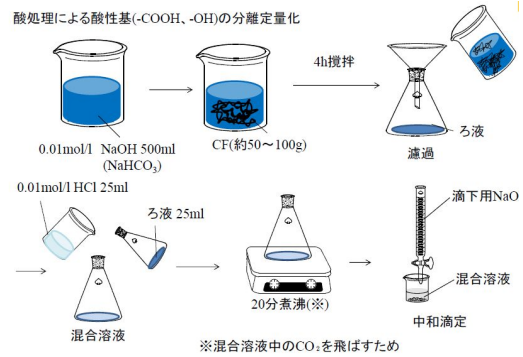 酸処理による酸性基(-COOH、-OH)の分離定量化
4h撹拌
ろ液
0.01mol/l NaOH 500ml
(NaHCO₃)
CF(約50～100g)
濾過
0.01mol/l HCl 25ml
ろ液 25ml
滴下用NaO
混合溶液
20分煮沸(※)
混合溶液
中和滴定
※混合溶液中のCO₂を飛ばすため